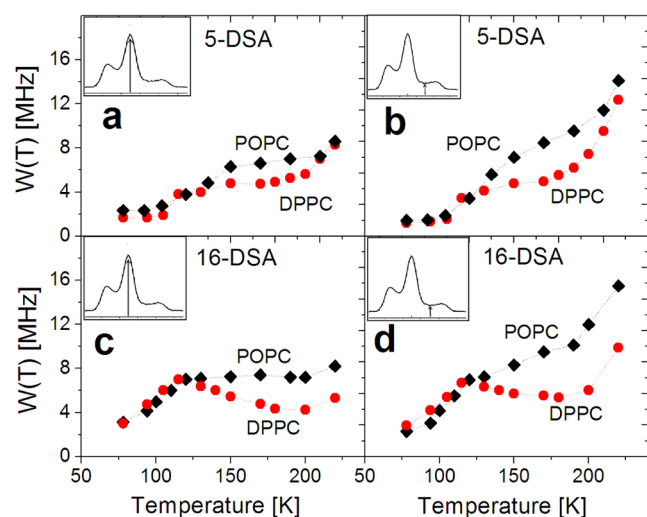 5-DSA
5-DSA
W(T) [MHz]
16
12
8
4
0
a
b
POPC
DPPC
POPC
DPPC
16-DSA
16-DSA
W(T) [MHz]
16
12
8
4
0
c
d
POPC
DPPC
POPC
DPPC
50 100 150 200
50 100 150 200
Temperature [K]
Temperature [K]